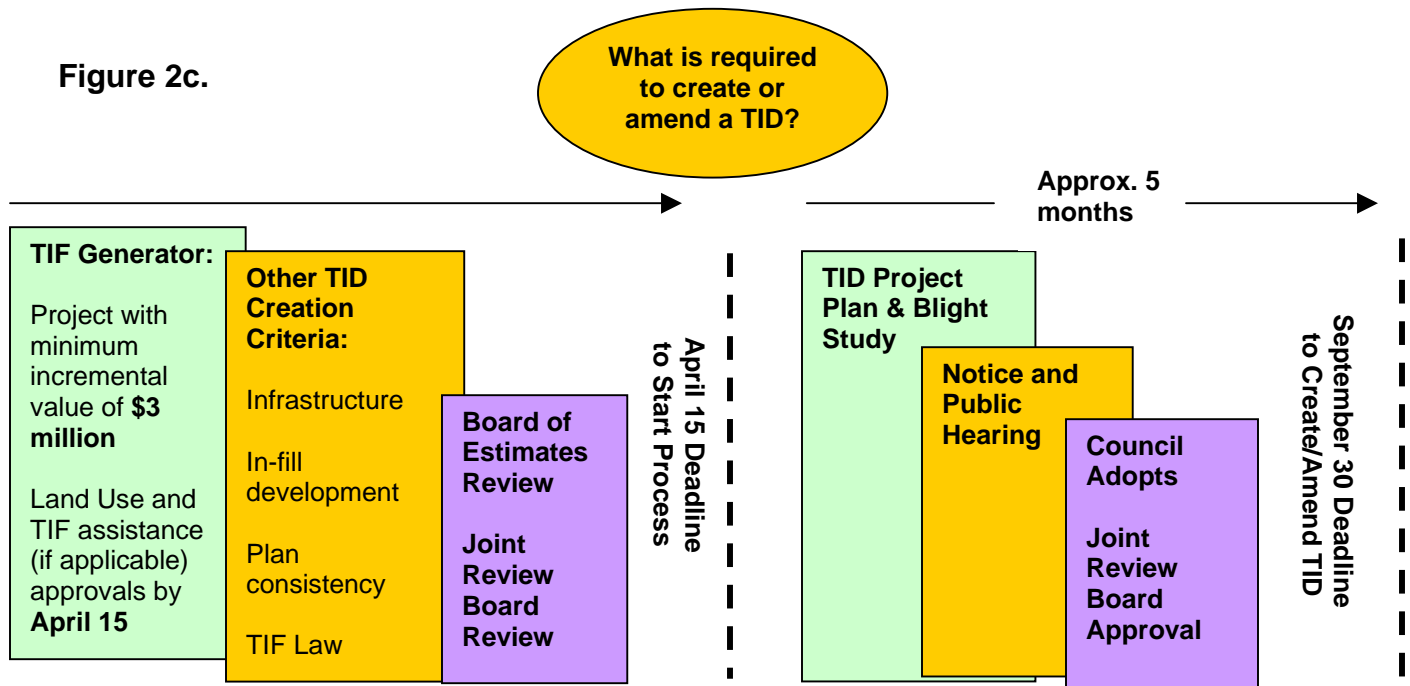 Figure 2c.
What is required
to create or
amend a TID?
Approx. 5
months
TIF Generator:
Project with
minimum
incremental
value of $3
million
Land Use and
TIF assistance
(if applicable)
approvals by
April 15
Other TID
Creation
Criteria:
Infrastructure
In-fill
development
Plan
consistency
TIF Law
Board of
Estimates
Review
Joint
Review
Board
Review
April 15 Deadline
to Start Process
TID Project
Plan & Blight
Study
Notice and
Public
Hearing
Council
Adopts
Joint
Review
Board
Approval
September 30 Deadline
to Create/Amend TID